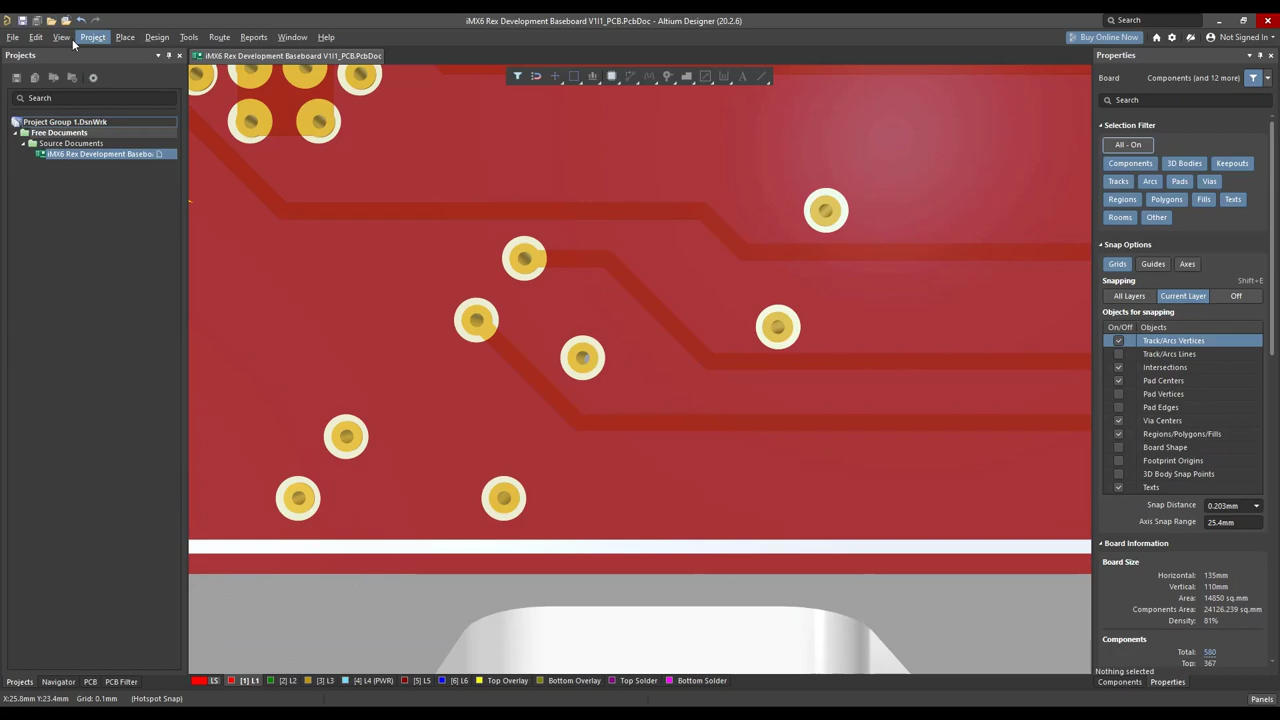 iMX6 Rex Development Baseboard V1I1_PCB.PcbDoc - Altium Designer (20.2.6)
Search
File Edit View Project Place Design Tools Route Reports Window Help
Buy Online Now Not Signed In
Projects
iMX6 Rex Development Baseboard V1I1_PCB.PcbDoc
Properties
Board Components (and 12 more)
Search
Search
Project Group 1.DsnWrk
Free Documents
Source Documents
iMX6 Rex Development Baseboa
Selection Filter
All - On
Components 3D Bodies Keepouts
Tracks Arcs Pads Vias
Regions Polygons Fills Texts
Rooms Other
Snap Options
Grids Guides Axes
Snapping Shift+E
All Layers Current Layer Off
Objects for snapping
On/Off Objects
Track/Arcs Vertices
Track/Arcs Lines
Intersections
Pad Centers
Pad Vertices
Pad Edges
Via Centers
Regions/Polygons/Fills
Board Shape
Footprint Origins
3D Body Snap Points
Texts
Snap Distance 0.203mm
Axis Snap Range 25.4mm
Board Information
Board Size
Horizontal: 135mm
Vertical: 110mm
Area: 14850 sq.mm
Components Area: 24126.239 sq.mm
Density: 81%
Components
Total: 580
Top: 367
Nothing selected
Projects Navigator PCB PCB Filter
LS [1] L1 [2] L2 [3] L3 [4] L4 (PWR) [5] L5 [6] L6 Top Overlay Bottom Overlay Top Solder Bottom Solder
Components Properties
X:25.8mm Y:23.4mm Grid: 0.1mm (Hotspot Snap)
Panels